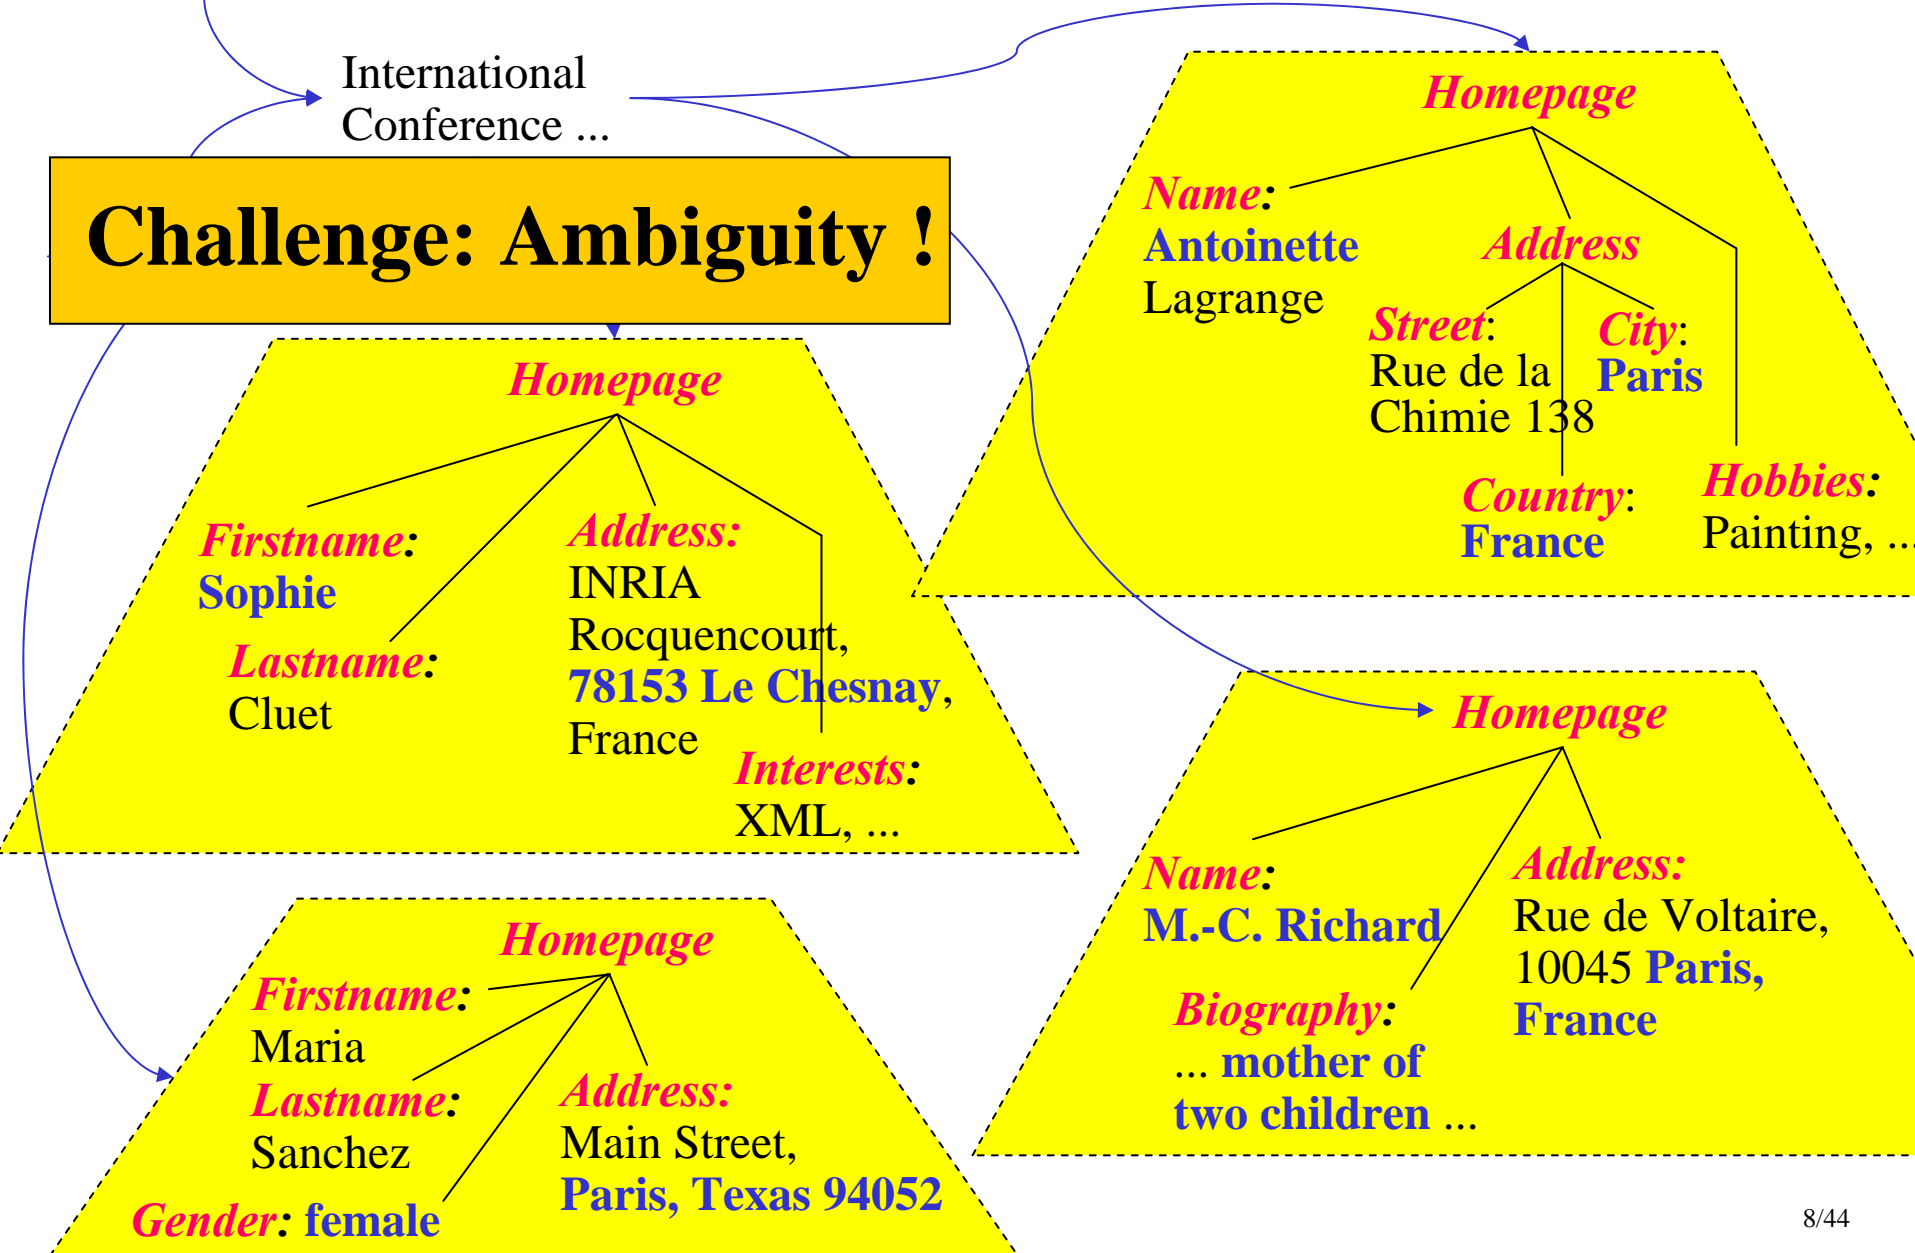 International
Conference ...
Challenge: Ambiguity !
Homepage
Name:
Antoinette
Lagrange
Address
Street:
Rue de la
Chimie 138
City:
Paris
Country:
France
Hobbies:
Painting, ...
Homepage
Firstname:
Sophie
Lastname:
Cluet
Address:
INRIA
Rocquencourt,
78153 Le Chesnay,
France
Interests:
XML, ...
Homepage
Name:
M.-C. Richard
Biography:
... mother of
two children ...
Address:
Rue de Voltaire,
10045 Paris,
France
Homepage
Firstname:
Maria
Lastname:
Sanchez
Gender: female
Address:
Main Street,
Paris, Texas 94052
8/44